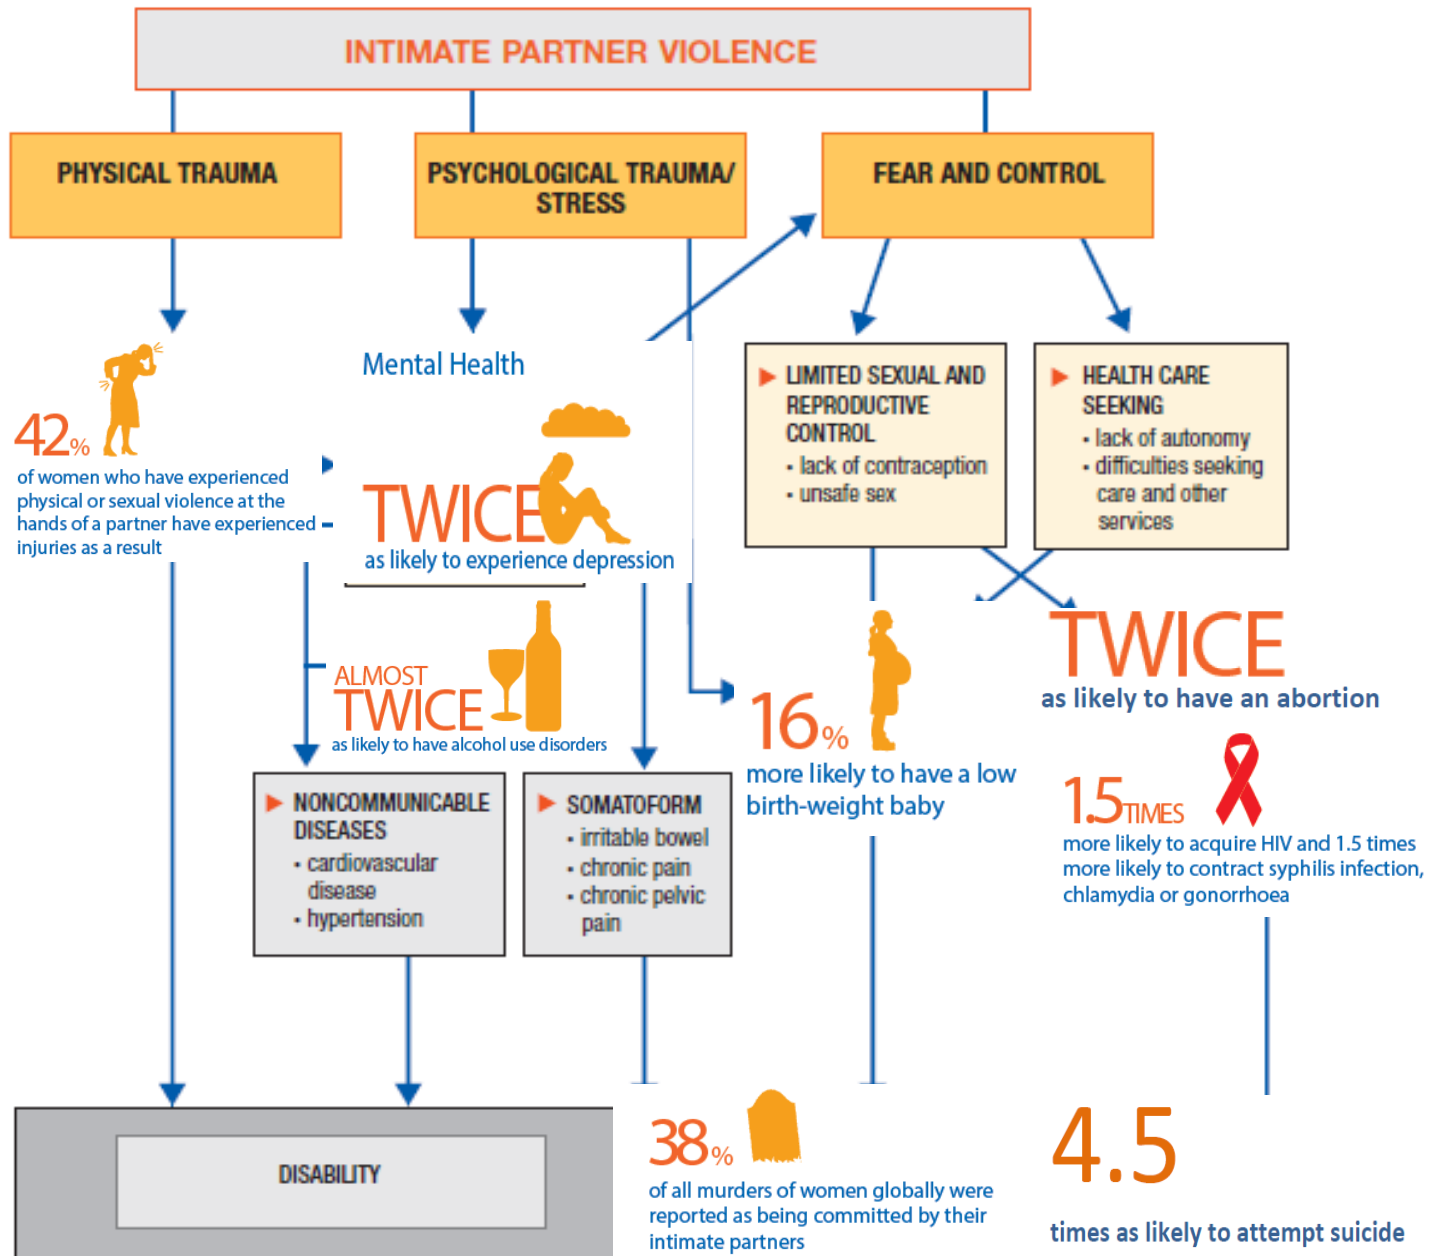 INTIMATE PARTNER VIOLENCE
PHYSICAL TRAUMA
PSYCHOLOGICAL TRAUMA/
STRESS
FEAR AND CONTROL
42%
of women who have experienced
physical or sexual violence at the
hands of a partner have experienced
injuries as a result
Mental Health
TWICE
as likely to experience depression
▶ LIMITED SEXUAL AND
REPRODUCTIVE
CONTROL
▪ lack of contraception
▪ unsafe sex
▶ HEALTH CARE
SEEKING
▪ lack of autonomy
▪ difficulties seeking
care and other
services
ALMOST
TWICE
as likely to have alcohol use disorders
16%
more likely to have a low
birth-weight baby
TWICE
as likely to have an abortion
1.5 TIMES
more likely to acquire HIV and 1.5 times
more likely to contract syphilis infection,
chlamydia or gonorrhoea
▶ NONCOMMUNICABLE
DISEASES
▪ cardiovascular
disease
▪ hypertension
▶ SOMATOFORM
▪ irritable bowel
▪ chronic pain
▪ chronic pelvic
pain
DISABILITY
38%
of all murders of women globally were
reported as being committed by their
intimate partners
4.5
times as likely to attempt suicide